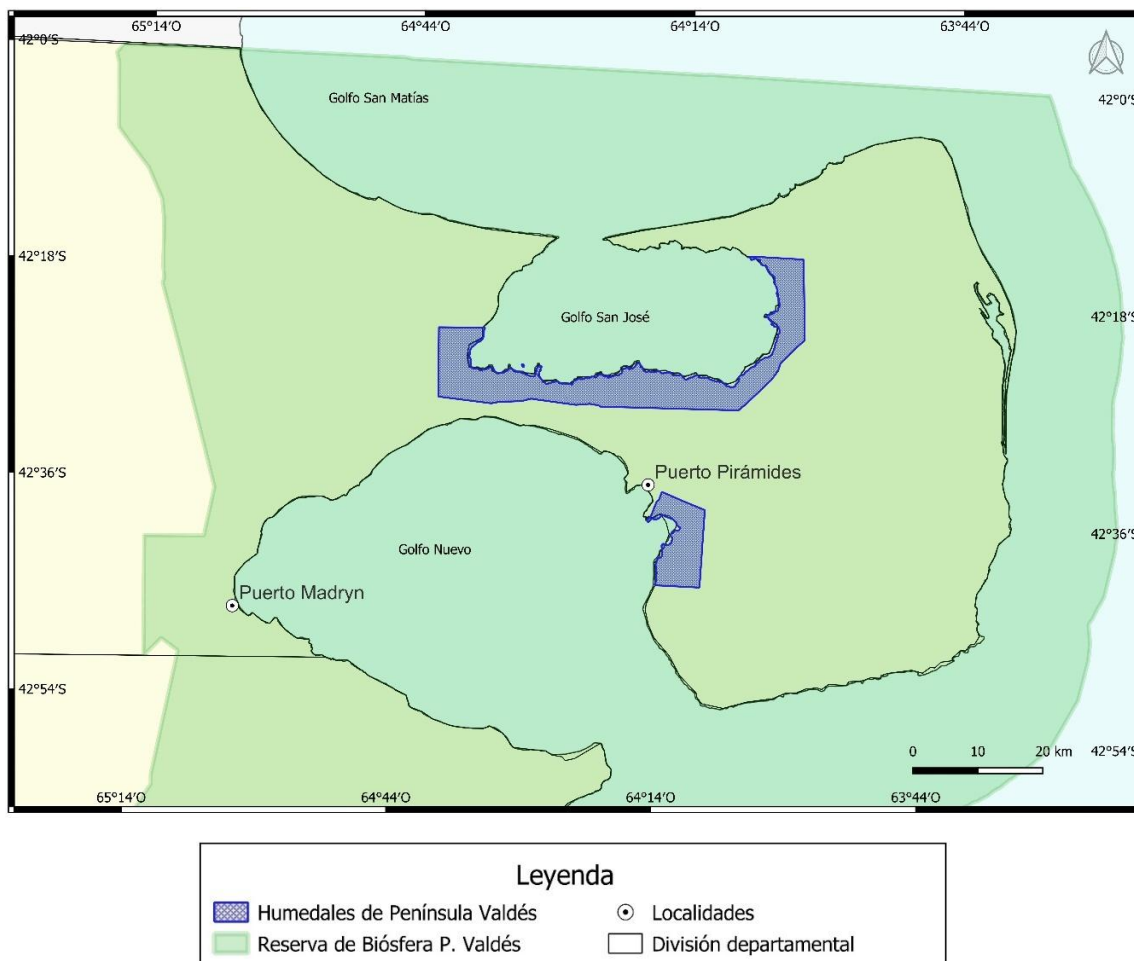 65°14′O 64°44′O 64°14′O 63°44′O
42°0′S
Golfo San Matías
42°0′S
42°18′S
Golfo San José
42°18′S
42°36′S
Puerto Pirámides
42°36′S
Golfo Nuevo
Puerto Madryn
42°54′S
0 10 20 km
42°54′S
65°14′O 64°44′O 64°14′O 63°44′O
Leyenda
Humedales de Península Valdés Localidades
Reserva de Biósfera P. Valdés División departamental